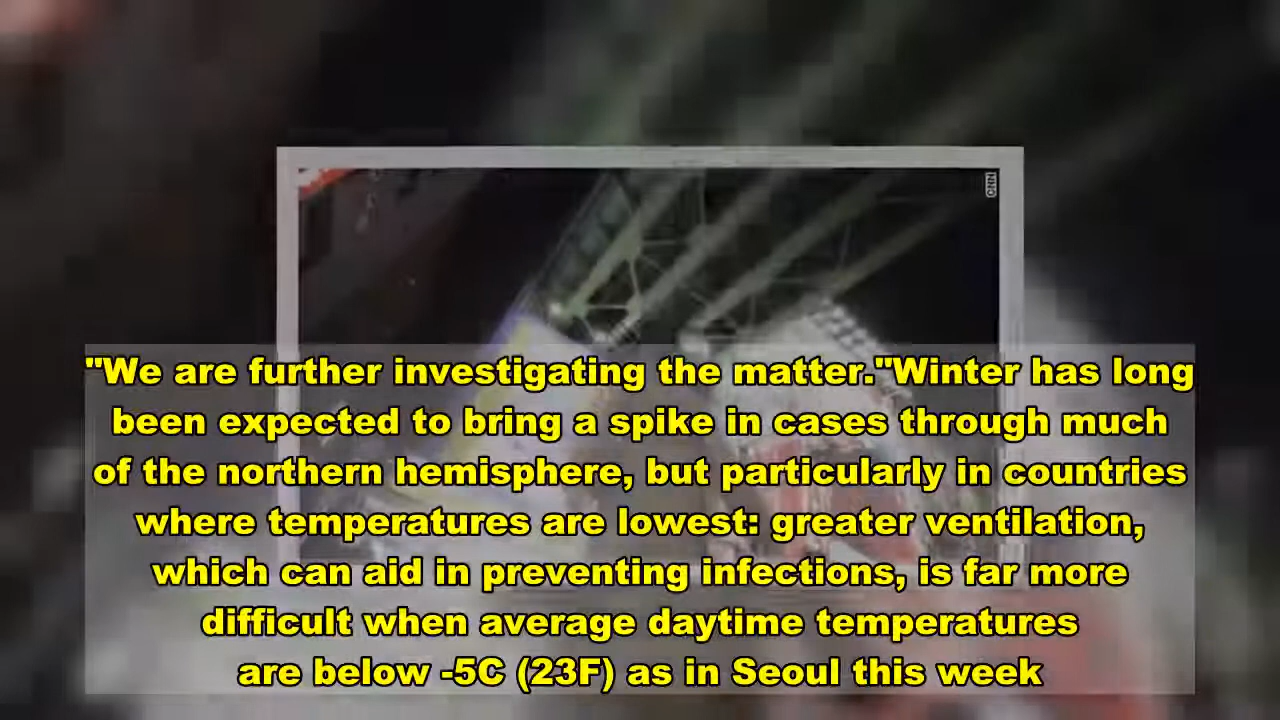 CNN
"We are further investigating the matter."Winter has long
been expected to bring a spike in cases through much
of the northern hemisphere, but particularly in countries
where temperatures are lowest: greater ventilation,
which can aid in preventing infections, is far more
difficult when average daytime temperatures
are below -5C (23F) as in Seoul this week